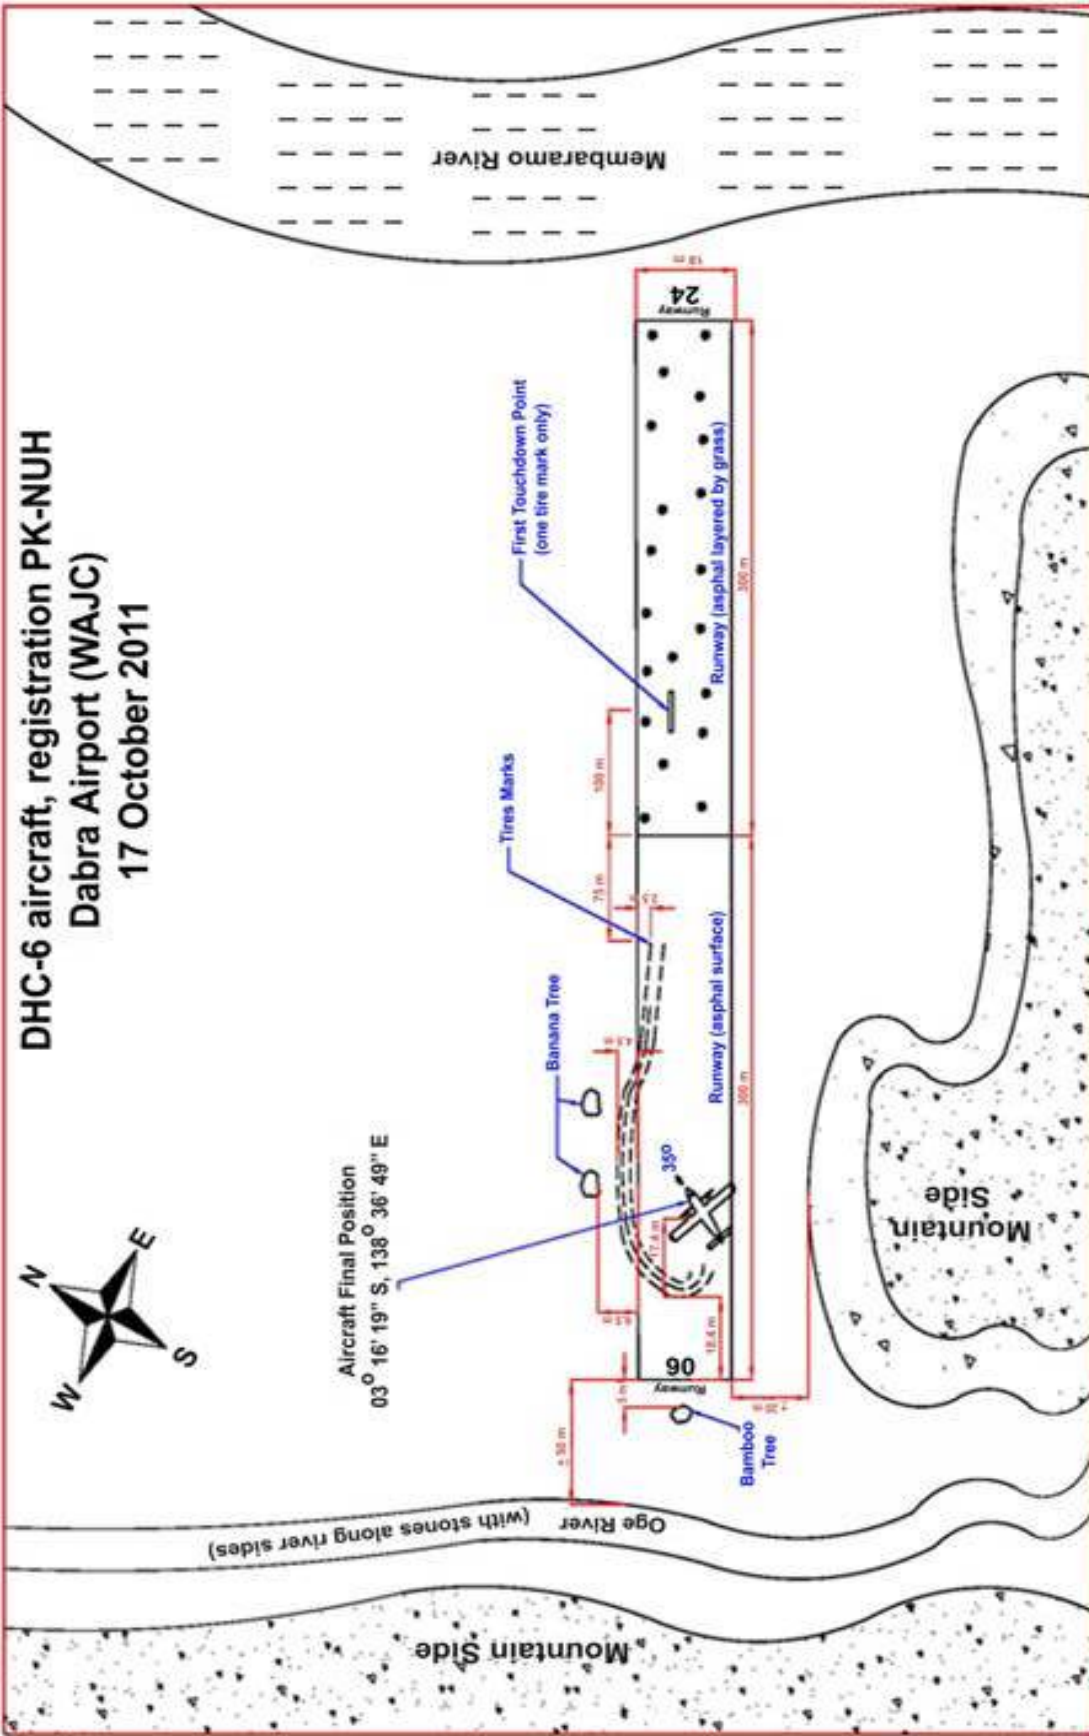 DHC-6 aircraft, registration PK-NUH
Dabra Airport (WAJC)
17 October 2011
N
E
W
S
Aircraft Final Position
03° 16' 19" S, 138° 36' 49" E
Banana Tree
Tires Marks
First Touchdown Point
(one tire mark only)
Mountain Side
Oge River
(with stones along river sides)
± 50 m
5 m
Bamboo
Tree
Runway
06
35°
17.4 m
75 m
100 m
Runway (asphal surface)
Runway (asphal layered by grass)
300 m
300 m
Runway
24
18 m
Membaramo River
Mountain
Side